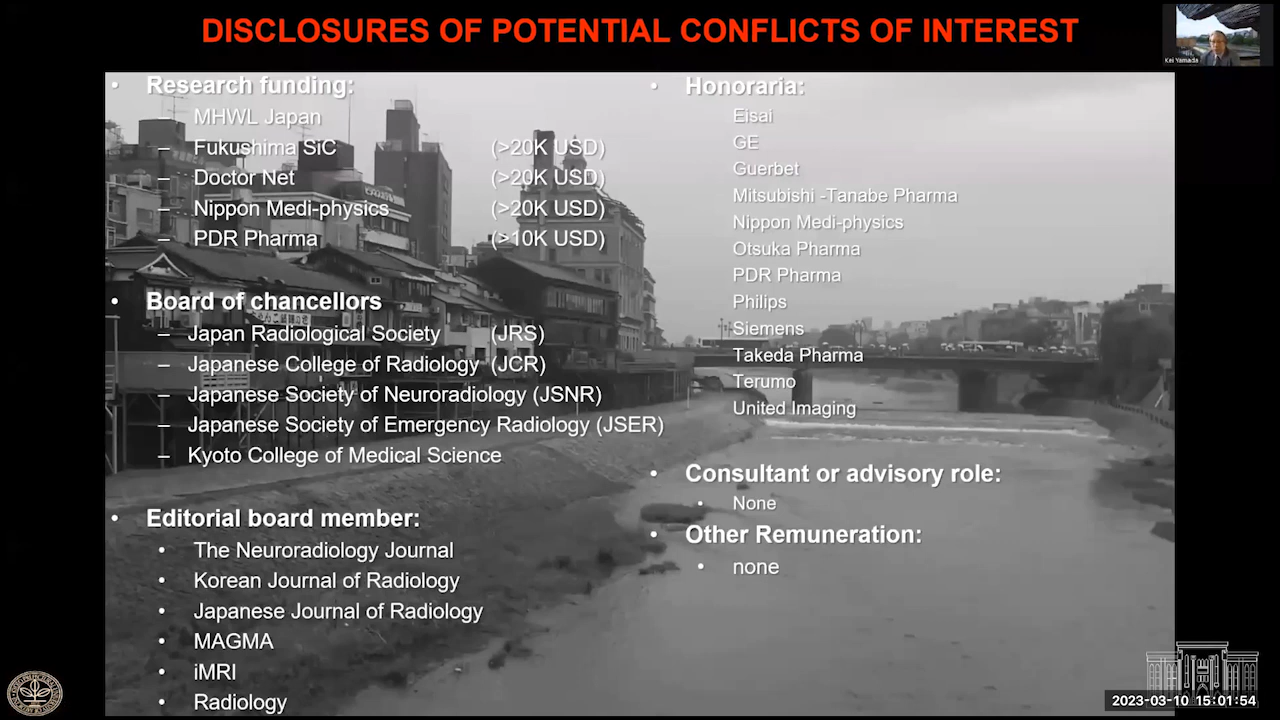 DISCLOSURES OF POTENTIAL CONFLICTS OF INTEREST
Kei Yamada
• Research funding:
– MHWL Japan
– Fukushima SiC (>20K USD)
– Doctor Net (>20K USD)
– Nippon Medi-physics (>20K USD)
– PDR Pharma (>10K USD)
• Board of chancellors
– Japan Radiological Society (JRS)
– Japanese College of Radiology (JCR)
– Japanese Society of Neuroradiology (JSNR)
– Japanese Society of Emergency Radiology (JSER)
– Kyoto College of Medical Science
• Editorial board member:
• The Neuroradiology Journal
• Korean Journal of Radiology
• Japanese Journal of Radiology
• MAGMA
• iMRI
• Radiology
• Honoraria:
Eisai
GE
Guerbet
Mitsubishi -Tanabe Pharma
Nippon Medi-physics
Otsuka Pharma
PDR Pharma
Philips
Siemens
Takeda Pharma
Terumo
United Imaging
• Consultant or advisory role:
• None
• Other Remuneration:
• none
2023-03-10 15:01:54